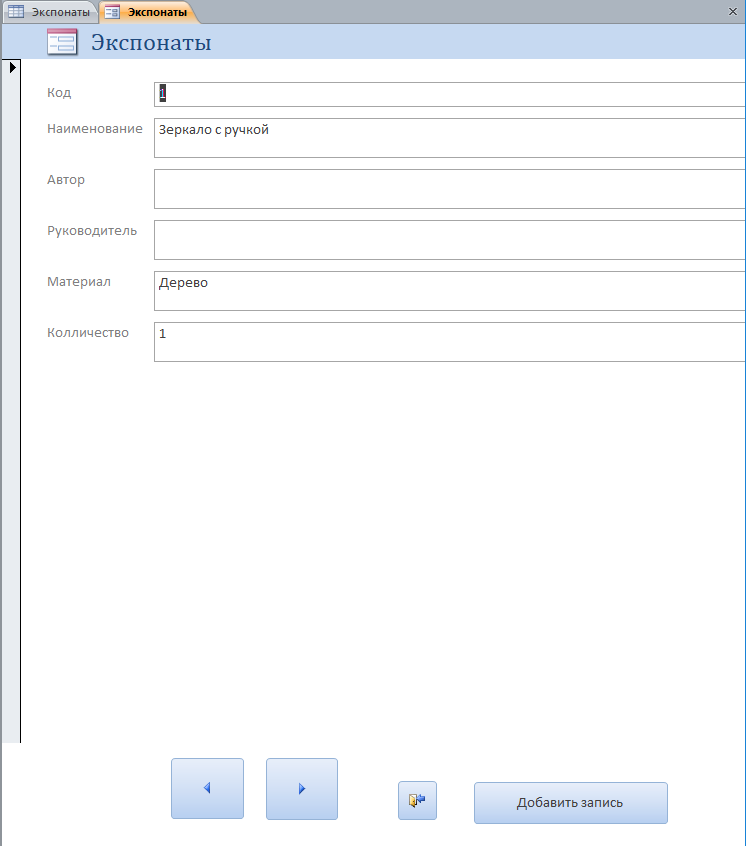 Экспонаты Экспонаты
Экспонаты
Код 1
Наименование Зеркало с ручкой
Автор
Руководитель
Материал Дерево
Колличество 1
Добавить запись